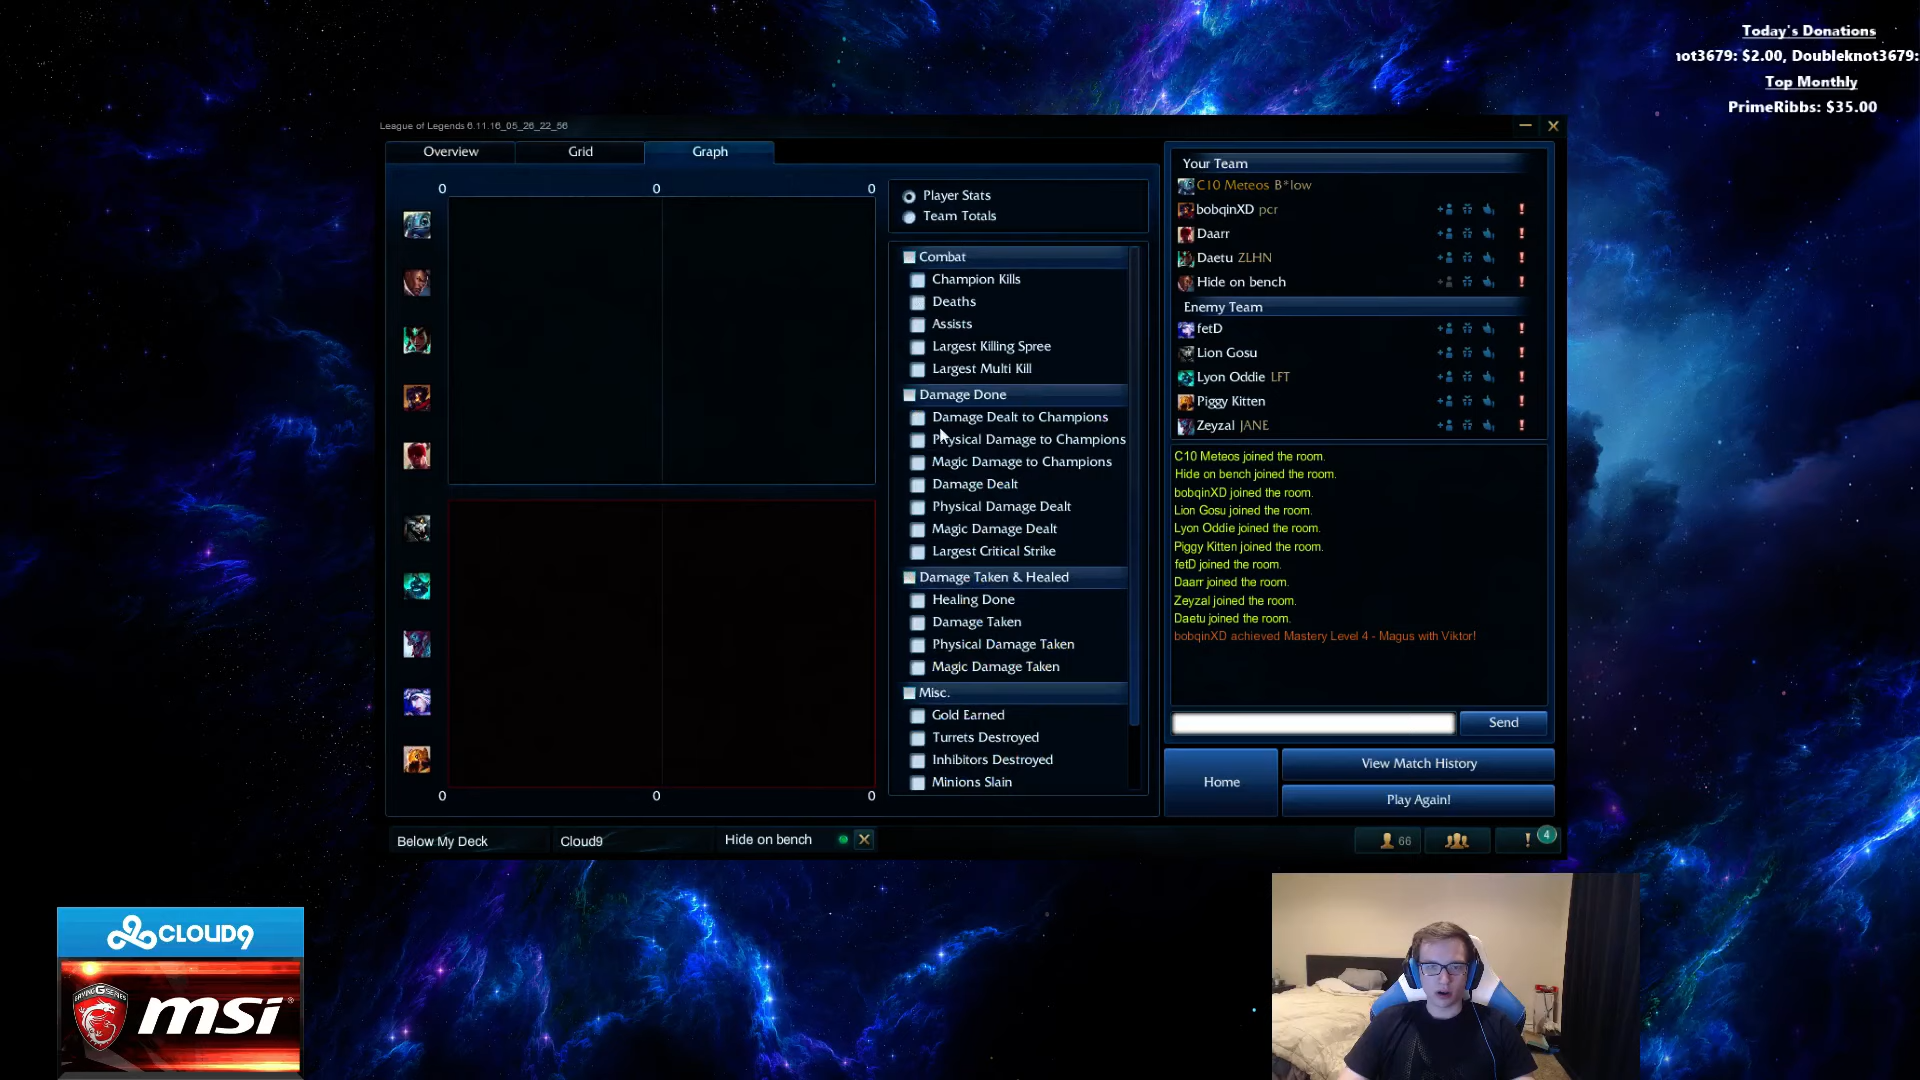 Today's Donations
not3679: $2.00, Doubleknot3679:
Top Monthly
PrimeRibbs: $35.00
League of Legends 6.11.16_05_26_22_56
Overview
Grid
Graph
0 0 0
Player Stats
Team Totals
Combat
Champion Kills
Deaths
Assists
Largest Killing Spree
Largest Multi Kill
Damage Done
Damage Dealt to Champions
Physical Damage to Champions
Magic Damage to Champions
Damage Dealt
Physical Damage Dealt
Magic Damage Dealt
Largest Critical Strike
Damage Taken & Healed
Healing Done
Damage Taken
Physical Damage Taken
Magic Damage Taken
Misc.
Gold Earned
Turrets Destroyed
Inhibitors Destroyed
Minions Slain
0 0 0
Your Team
C10 Meteos B*low
bobqinXD pcr
Daarr
Daetu ZLHN
Hide on bench
Enemy Team
fetD
Lion Gosu
Lyon Oddie LFT
Piggy Kitten
Zeyzal JANE
C10 Meteos joined the room.
Hide on bench joined the room.
bobqinXD joined the room.
Lion Gosu joined the room.
Lyon Oddie joined the room.
Piggy Kitten joined the room.
fetD joined the room.
Daarr joined the room.
Zeyzal joined the room.
Daetu joined the room.
bobqinXD achieved Mastery Level 4 - Magus with Viktor!
Send
Home
View Match History
Play Again!
Below My Deck
Cloud9
Hide on bench
66
4
CLOUD9
GAMING G SERIES
msi